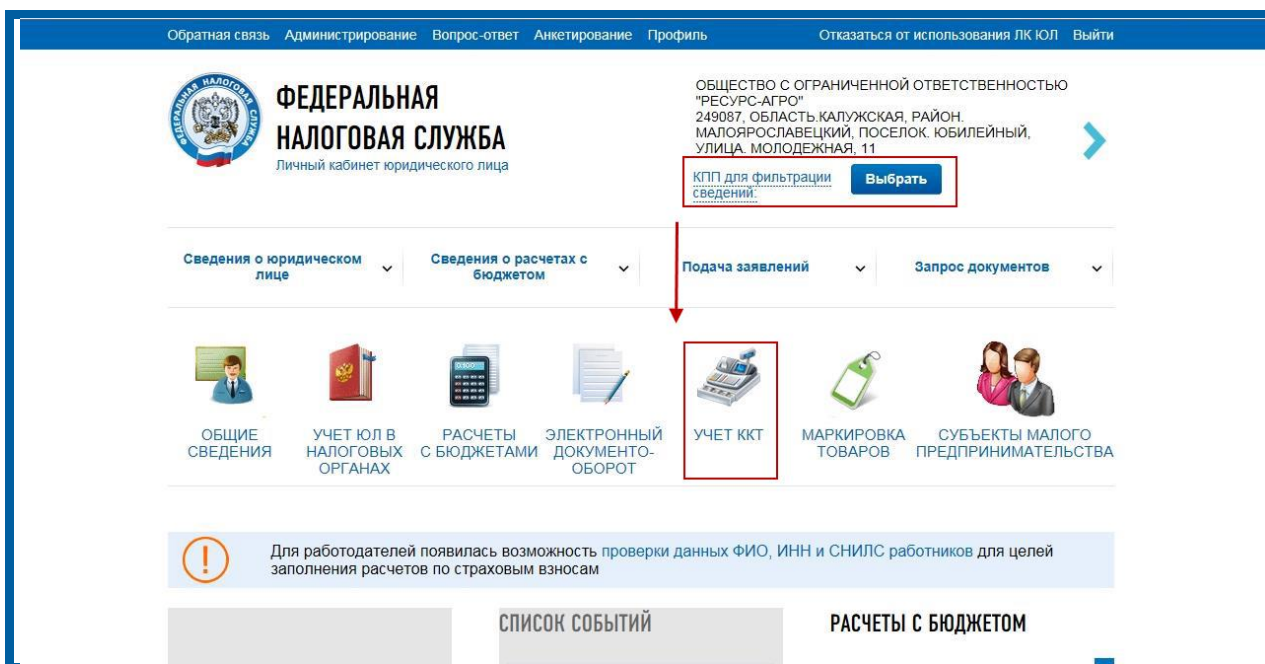 Обратная связь Администрирование Вопрос-ответ Анкетирование Профиль Отказаться от использования ЛК ЮЛ Выйти
ФЕДЕРАЛЬНАЯ
НАЛОГОВАЯ СЛУЖБА
Личный кабинет юридического лица
ОБЩЕСТВО С ОГРАНИЧЕННОЙ ОТВЕТСТВЕННОСТЬЮ
"РЕСУРС-АГРО"
249087, ОБЛАСТЬ.КАЛУЖСКАЯ, РАЙОН.
МАЛОЯРОСЛАВЕЦКИЙ, ПОСЕЛОК. ЮБИЛЕЙНЫЙ,
УЛИЦА. МОЛОДЕЖНАЯ, 11
КПП для фильтрации
сведений:
Выбрать
Сведения о юридическом
лице
Сведения о расчетах с
бюджетом
Подача заявлений
Запрос документов
ОБЩИЕ
СВЕДЕНИЯ
УЧЕТ ЮЛ В
НАЛОГОВЫХ
ОРГАНАХ
РАСЧЕТЫ
С БЮДЖЕТАМИ
ЭЛЕКТРОННЫЙ
ДОКУМЕНТО-
ОБОРОТ
УЧЕТ ККТ
МАРКИРОВКА
ТОВАРОВ
СУБЪЕКТЫ МАЛОГО
ПРЕДПРИНИМАТЕЛЬСТВА
Для работодателей появилась возможность проверки данных ФИО, ИНН и СНИЛС работников для целей
заполнения расчетов по страховым взносам
СПИСОК СОБЫТИЙ
РАСЧЕТЫ С БЮДЖЕТОМ